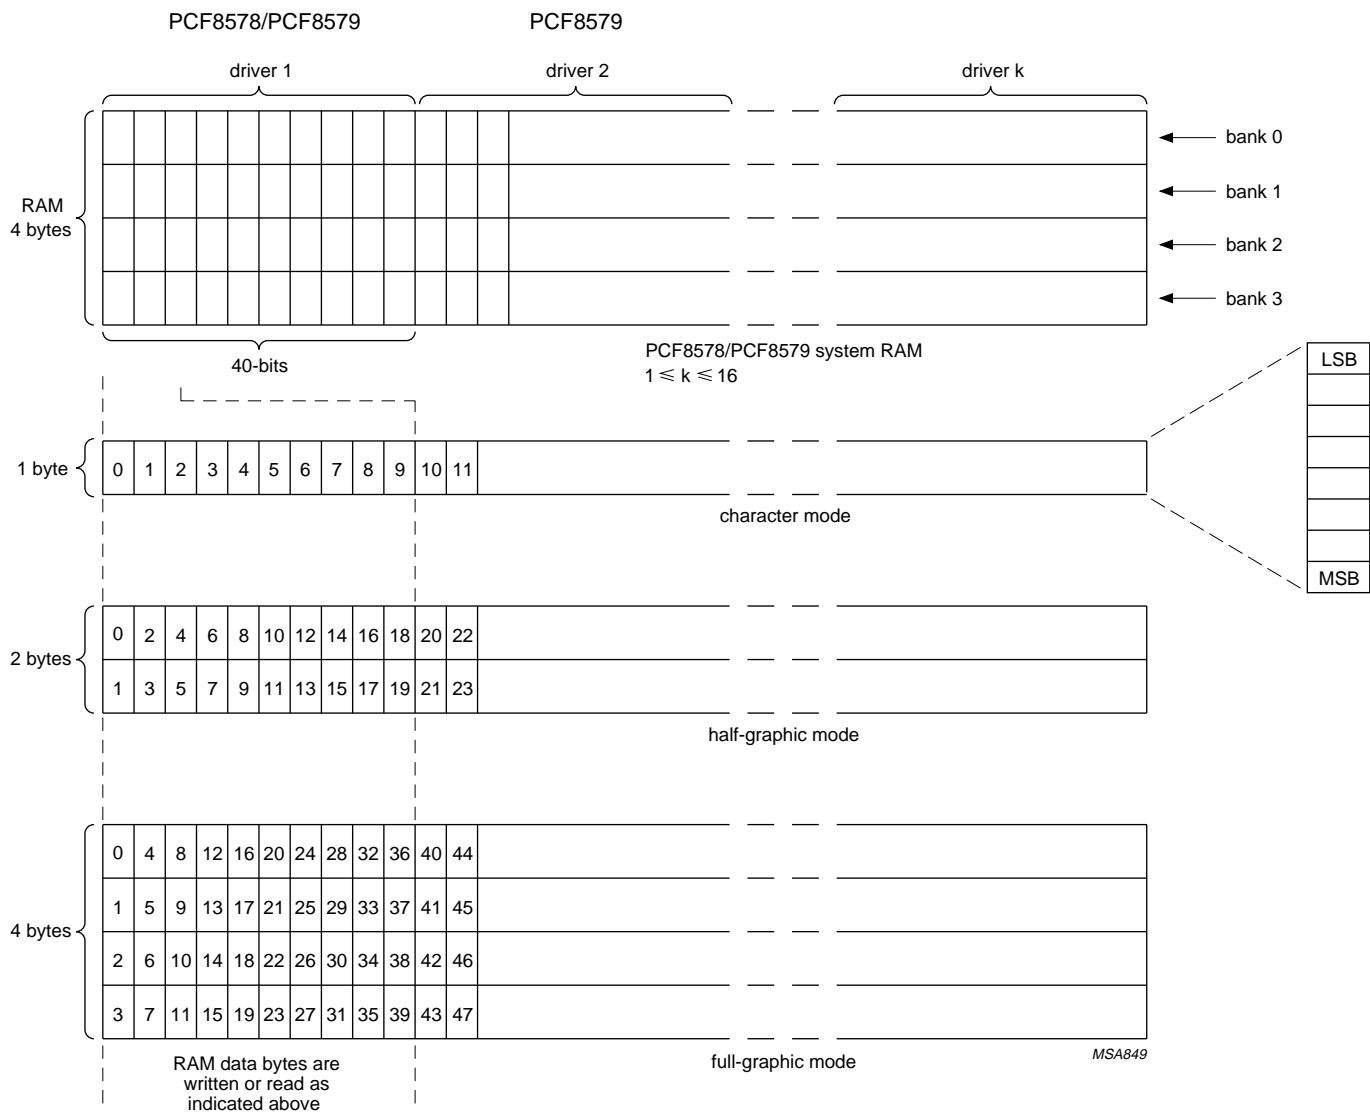 PCF8578/PCF8579 PCF8579
driver 1 driver 2 driver k
bank 0
bank 1
RAM
4 bytes
bank 2
bank 3
40-bits
PCF8578/PCF8579 system RAM
1 ⩽ k ⩽ 16
LSB
1 byte 0 1 2 3 4 5 6 7 8 9 10 11
character mode
MSB
0 2 4 6 8 10 12 14 16 18 20 22
2 bytes
1 3 5 7 9 11 13 15 17 19 21 23
half-graphic mode
0 4 8 12 16 20 24 28 32 36 40 44
1 5 9 13 17 21 25 29 33 37 41 45
4 bytes
2 6 10 14 18 22 26 30 34 38 42 46
3 7 11 15 19 23 27 31 35 39 43 47
full-graphic mode
MSA849
RAM data bytes are
written or read as
indicated above